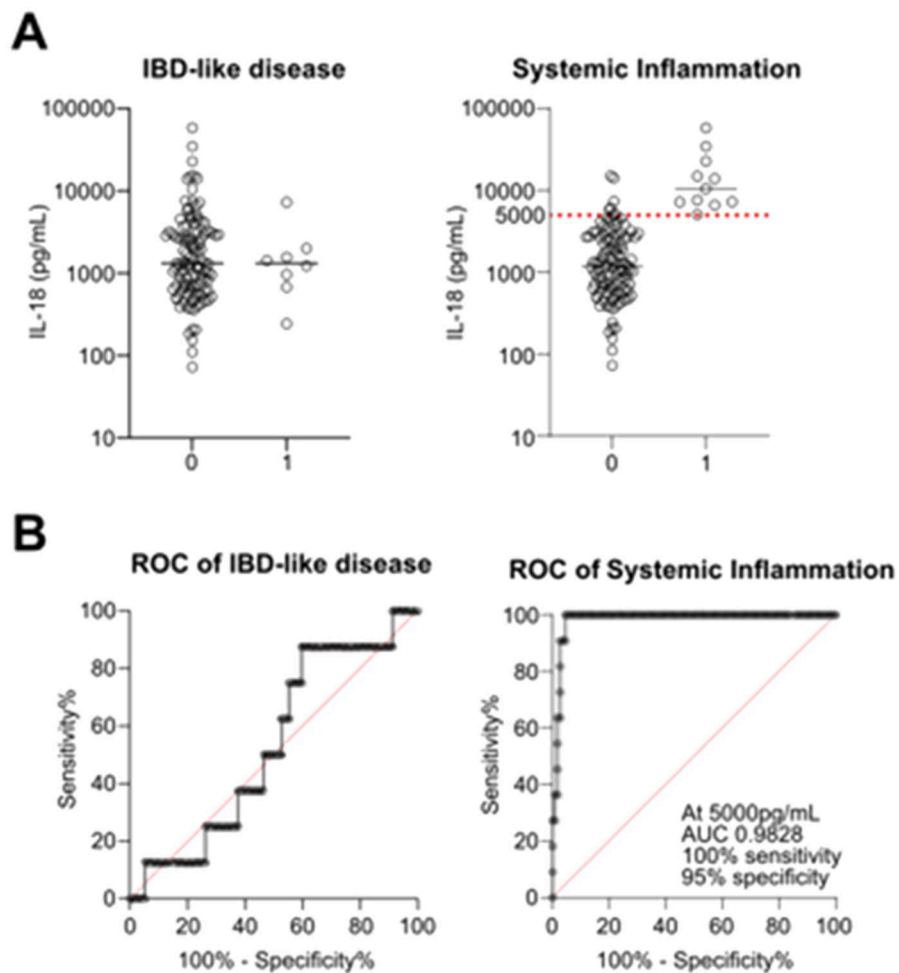 A
IBD-like disease
IL-18 (pg/mL)
100000
10000
1000
100
10
0 1
Systemic Inflammation
IL-18 (pg/mL)
100000
10000
5000
1000
100
10
0 1
B
ROC of IBD-like disease
Sensitivity%
100
80
60
40
20
0
0 20 40 60 80 100
100% - Specificity%
ROC of Systemic Inflammation
Sensitivity%
100
80
60
40
20
0
At 5000pg/mL
AUC 0.9828
100% sensitivity
95% specificity
0 20 40 60 80 100
100% - Specificity%